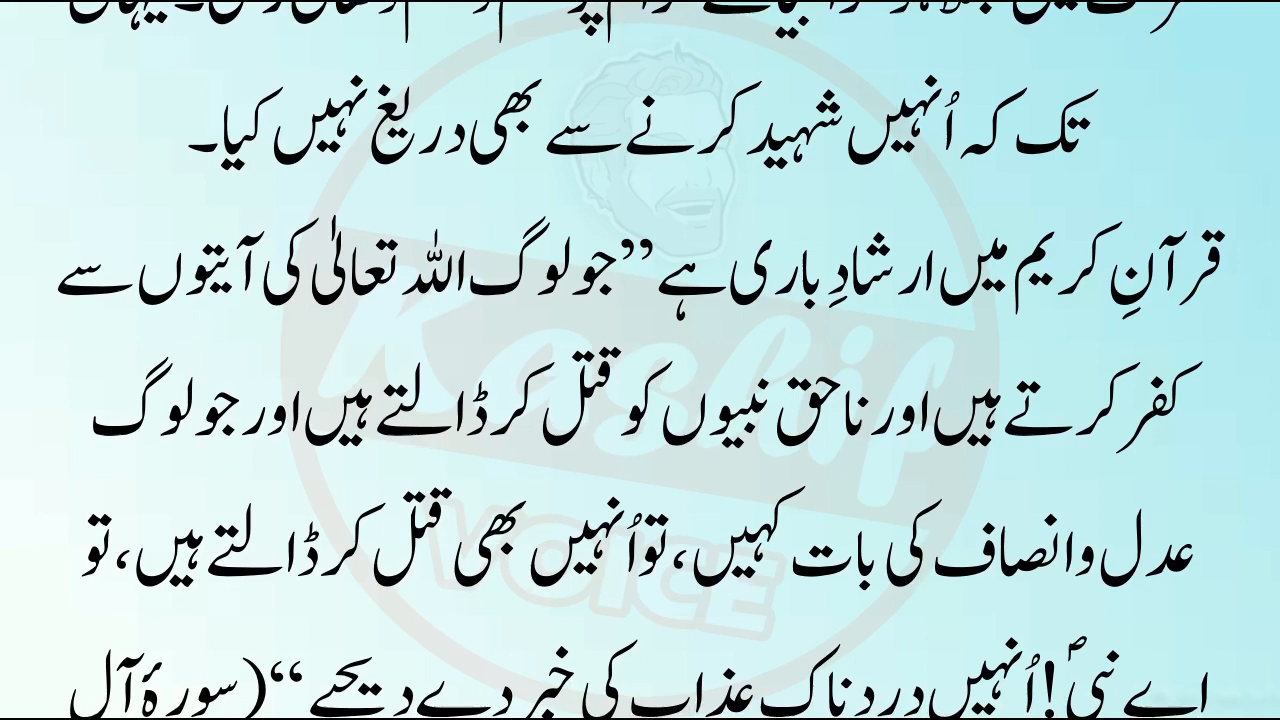 تک کہ اُنہیں شہید کرنے سے بھی دریغ نہیں کیا۔
قرآنِ کریم میں ارشادِ باری ہے ”جو لوگ اللہ تعالیٰ کی آیتوں سے
کفر کرتے ہیں اور ناحق نبیوں کو قتل کر ڈالتے ہیں اور جو لوگ
عدل و انصاف کی بات کہیں، تو اُنہیں بھی قتل کر ڈالتے ہیں، تو
اے نبیؐ! اُنہیں دردناک عذاب کی خبر دے دیجیے“ (سورۂ آل
Kashif
VOICE